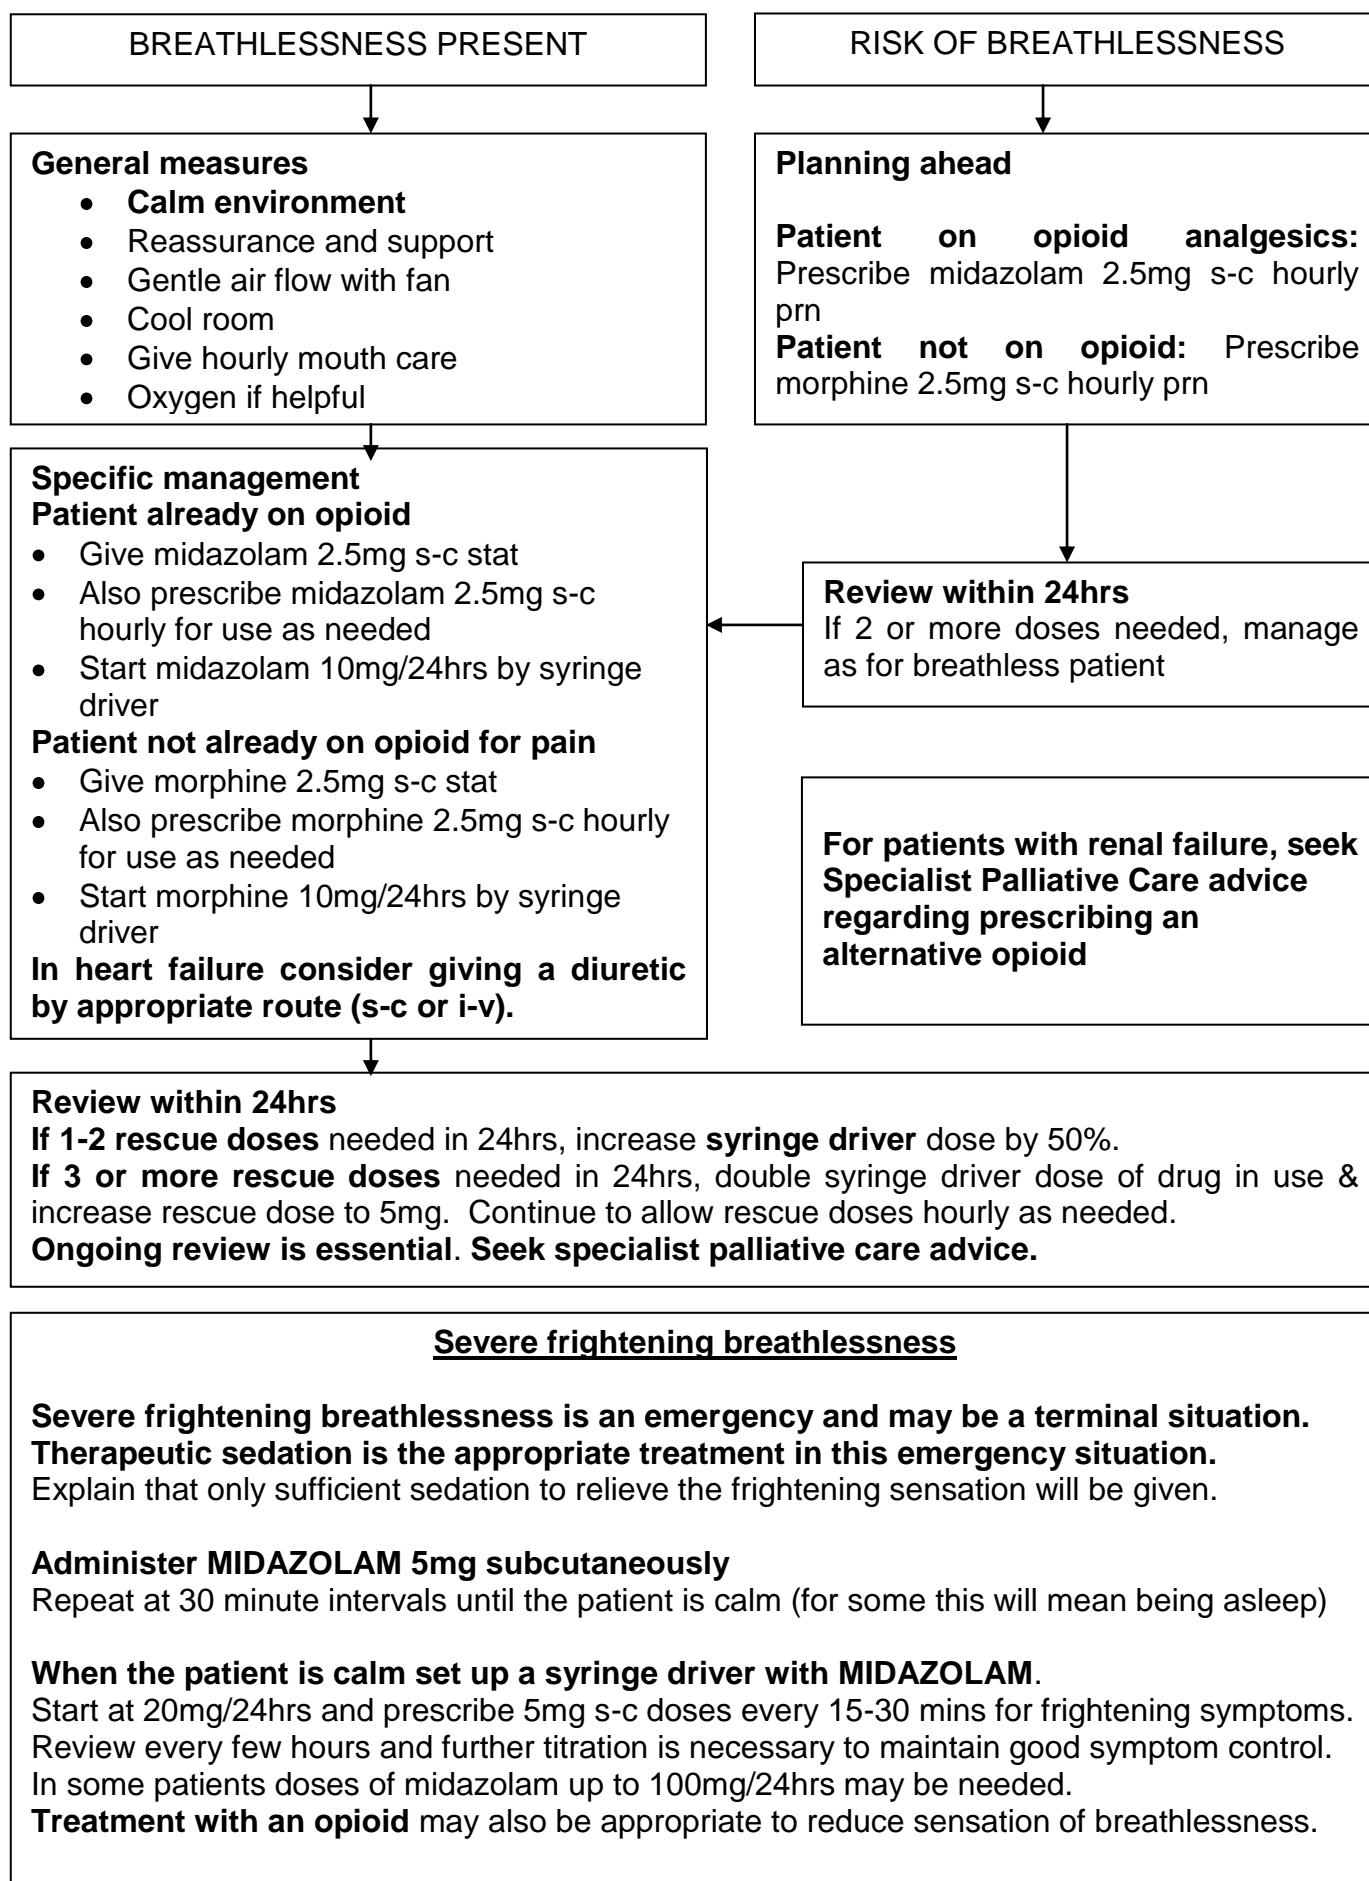 BREATHLESSNESS PRESENT
RISK OF BREATHLESSNESS
General measures
• Calm environment
• Reassurance and support
• Gentle air flow with fan
• Cool room
• Give hourly mouth care
• Oxygen if helpful
Planning ahead
Patient on opioid analgesics:
Prescribe midazolam 2.5mg s-c hourly
prn
Patient not on opioid: Prescribe
morphine 2.5mg s-c hourly prn
Specific management
Patient already on opioid
• Give midazolam 2.5mg s-c stat
• Also prescribe midazolam 2.5mg s-c
hourly for use as needed
• Start midazolam 10mg/24hrs by syringe
driver
Patient not already on opioid for pain
• Give morphine 2.5mg s-c stat
• Also prescribe morphine 2.5mg s-c hourly
for use as needed
• Start morphine 10mg/24hrs by syringe
driver
In heart failure consider giving a diuretic
by appropriate route (s-c or i-v).
Review within 24hrs
If 2 or more doses needed, manage
as for breathless patient
For patients with renal failure, seek
Specialist Palliative Care advice
regarding prescribing an
alternative opioid
Review within 24hrs
If 1-2 rescue doses needed in 24hrs, increase syringe driver dose by 50%.
If 3 or more rescue doses needed in 24hrs, double syringe driver dose of drug in use &
increase rescue dose to 5mg. Continue to allow rescue doses hourly as needed.
Ongoing review is essential. Seek specialist palliative care advice.
Severe frightening breathlessness
Severe frightening breathlessness is an emergency and may be a terminal situation.
Therapeutic sedation is the appropriate treatment in this emergency situation.
Explain that only sufficient sedation to relieve the frightening sensation will be given.
Administer MIDAZOLAM 5mg subcutaneously
Repeat at 30 minute intervals until the patient is calm (for some this will mean being asleep)
When the patient is calm set up a syringe driver with MIDAZOLAM.
Start at 20mg/24hrs and prescribe 5mg s-c doses every 15-30 mins for frightening symptoms.
Review every few hours and further titration is necessary to maintain good symptom control.
In some patients doses of midazolam up to 100mg/24hrs may be needed.
Treatment with an opioid may also be appropriate to reduce sensation of breathlessness.